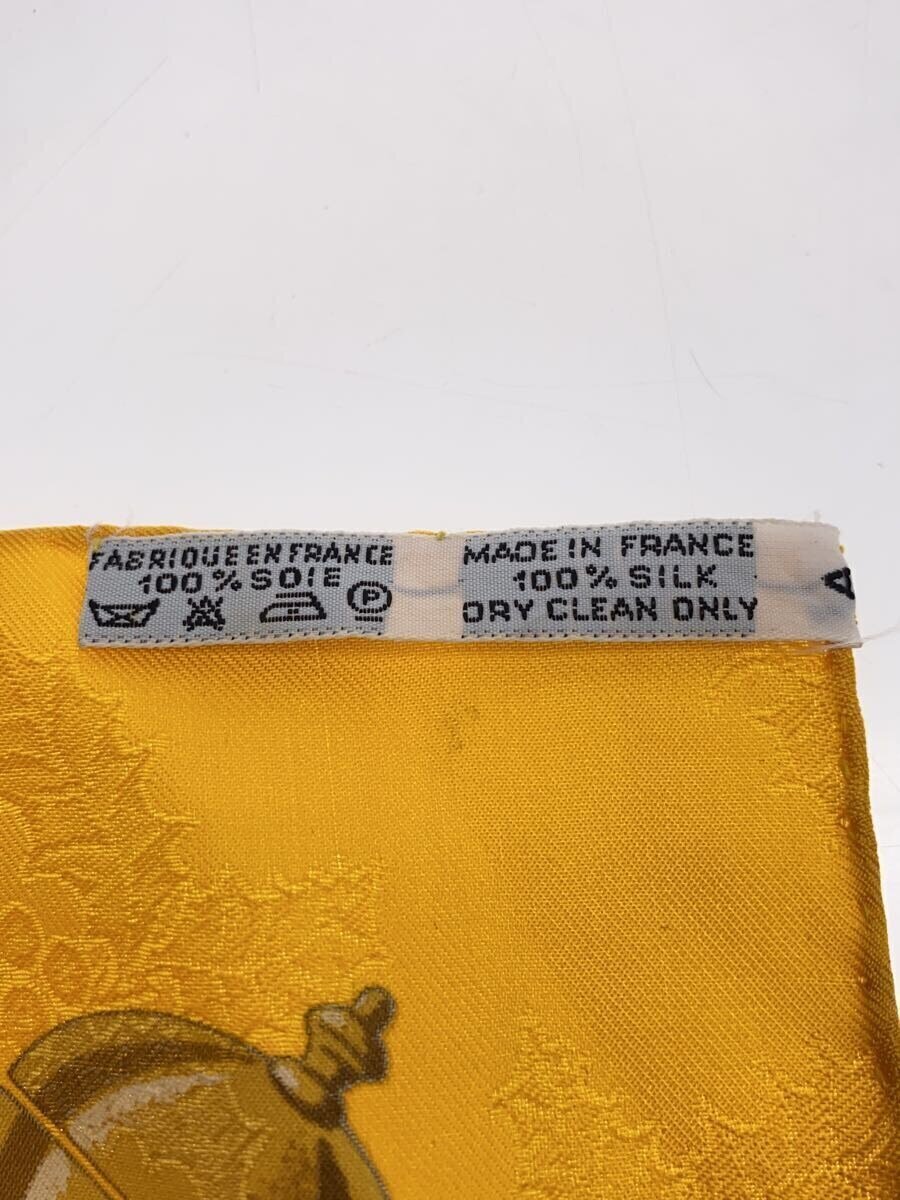 FABRIQUE EN FRANCE
100% SOIE
P
MADE IN FRANCE
100% SILK
DRY CLEAN ONLY
A